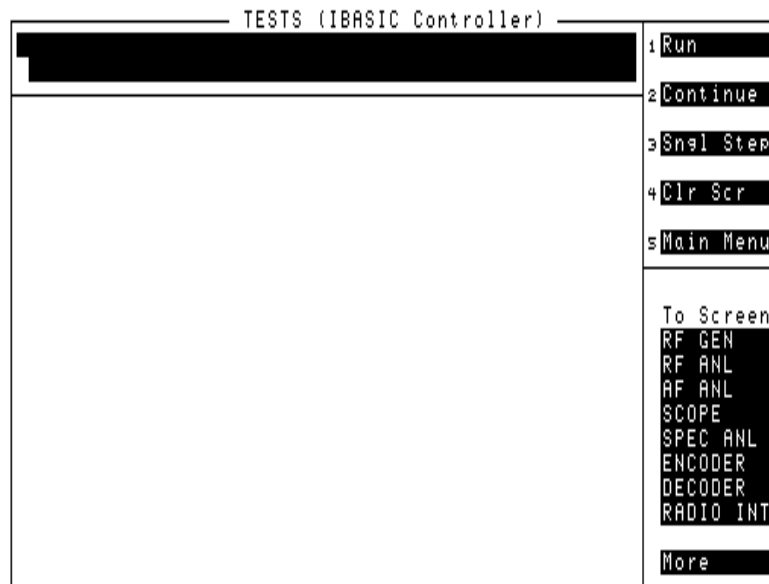 TESTS (IBASIC Controller)
1 Run
2 Continue
3 Sngl Step
4 Clr Scr
5 Main Menu
To Screen
RF GEN
RF ANL
AF ANL
SCOPE
SPEC ANL
ENCODER
DECODER
RADIO INT
More